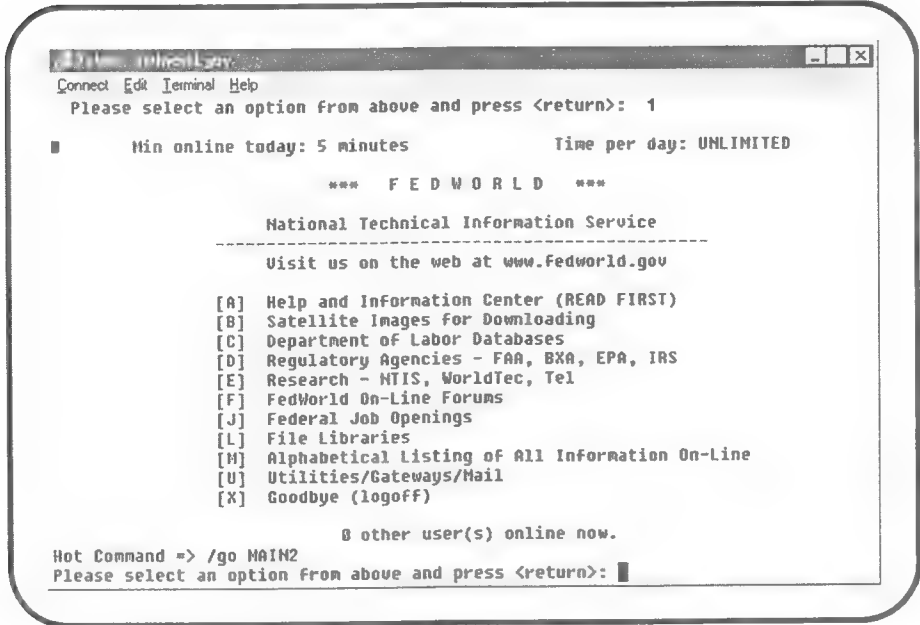 Connect Edit Terminal Help
Please select an option from above and press <return>: 1
Min online today: 5 minutes Time per day: UNLIMITED
*** F E D W O R L D ***
National Technical Information Service
-------------------------------------------------
Visit us on the web at www.fedworld.gov
[A] Help and Information Center (READ FIRST)
[B] Satellite Images for Downloading
[C] Department of Labor Databases
[D] Regulatory Agencies - FAA, BXA, EPA, IRS
[E] Research - NTIS, WorldTec, Tel
[F] FedWorld On-Line Forums
[J] Federal Job Openings
[L] File Libraries
[M] Alphabetical Listing of All Information On-Line
[U] Utilities/Gateways/Mail
[X] Goodbye (logoff)
0 other user(s) online now.
Hot Command => /go MAIN2
Please select an option from above and press <return>: